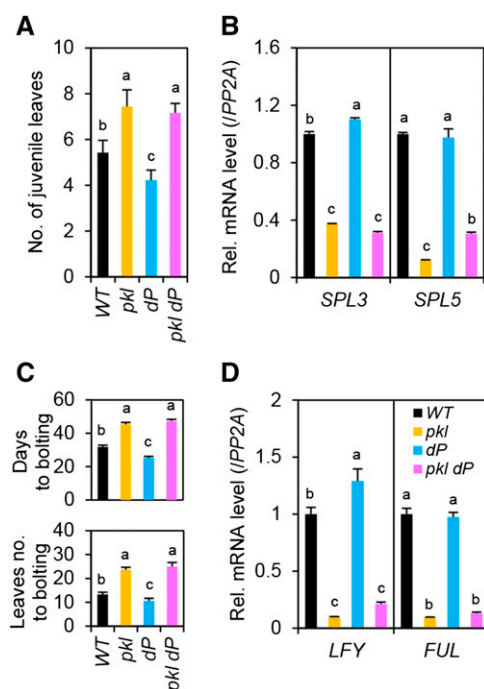 A
No. of juvenile leaves
10
8
6
4
2
0
b
a
c
a
WT
pkl
dP
pkl dP
B
Rel. mRNA level (/PP2A)
1.6
1.2
0.8
0.4
0
b
c
a
c
a
c
a
b
SPL3
SPL5
C
Days
to bolting
60
40
20
0
b
a
c
a
Leaves no.
to bolting
40
30
20
10
0
b
a
c
a
WT
pkl
dP
pkl dP
D
Rel. mRNA level (/PP2A)
2
1.5
1
0.5
0
WT
pkl
dP
pkl dP
b
c
a
c
a
b
a
b
LFY
FUL